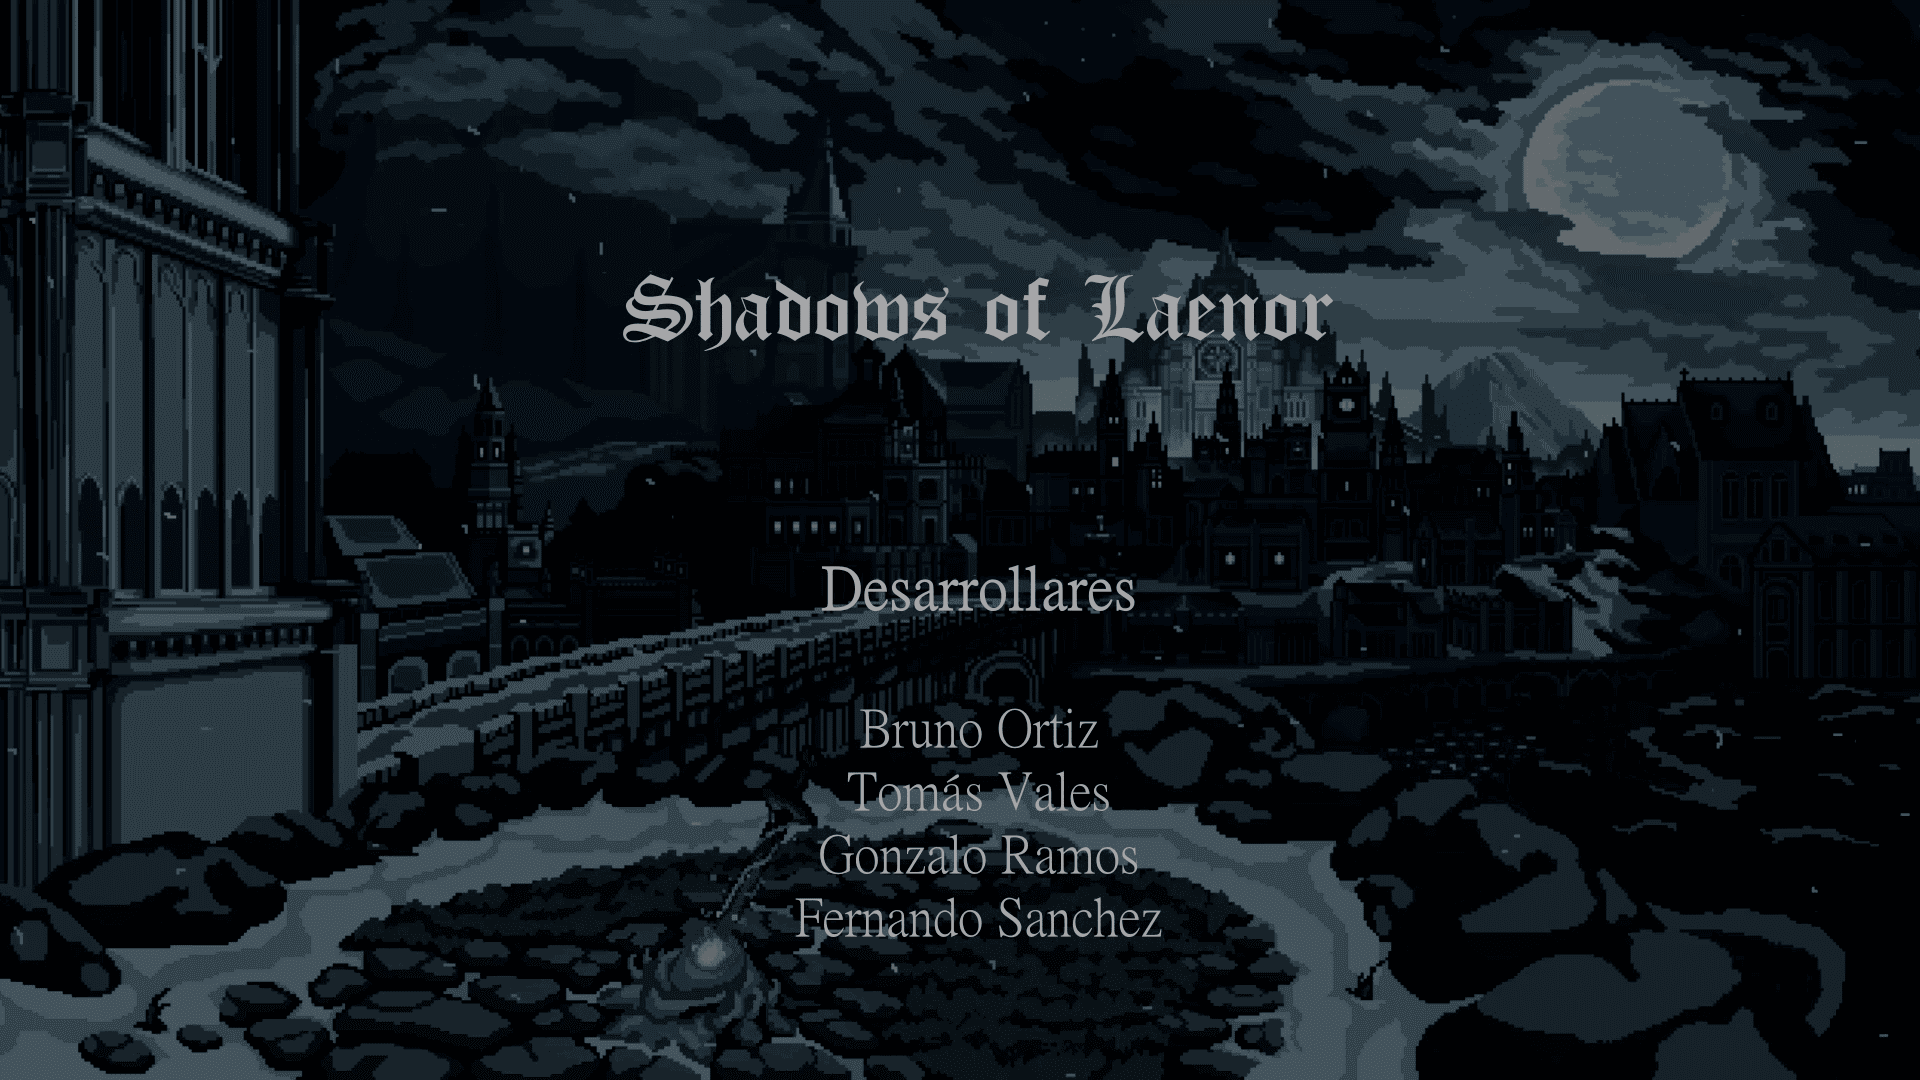 Shadows of Laenor
Desarrollares
Bruno Ortiz
Tomás Vales
Gonzalo Ramos
Fernando Sanchez